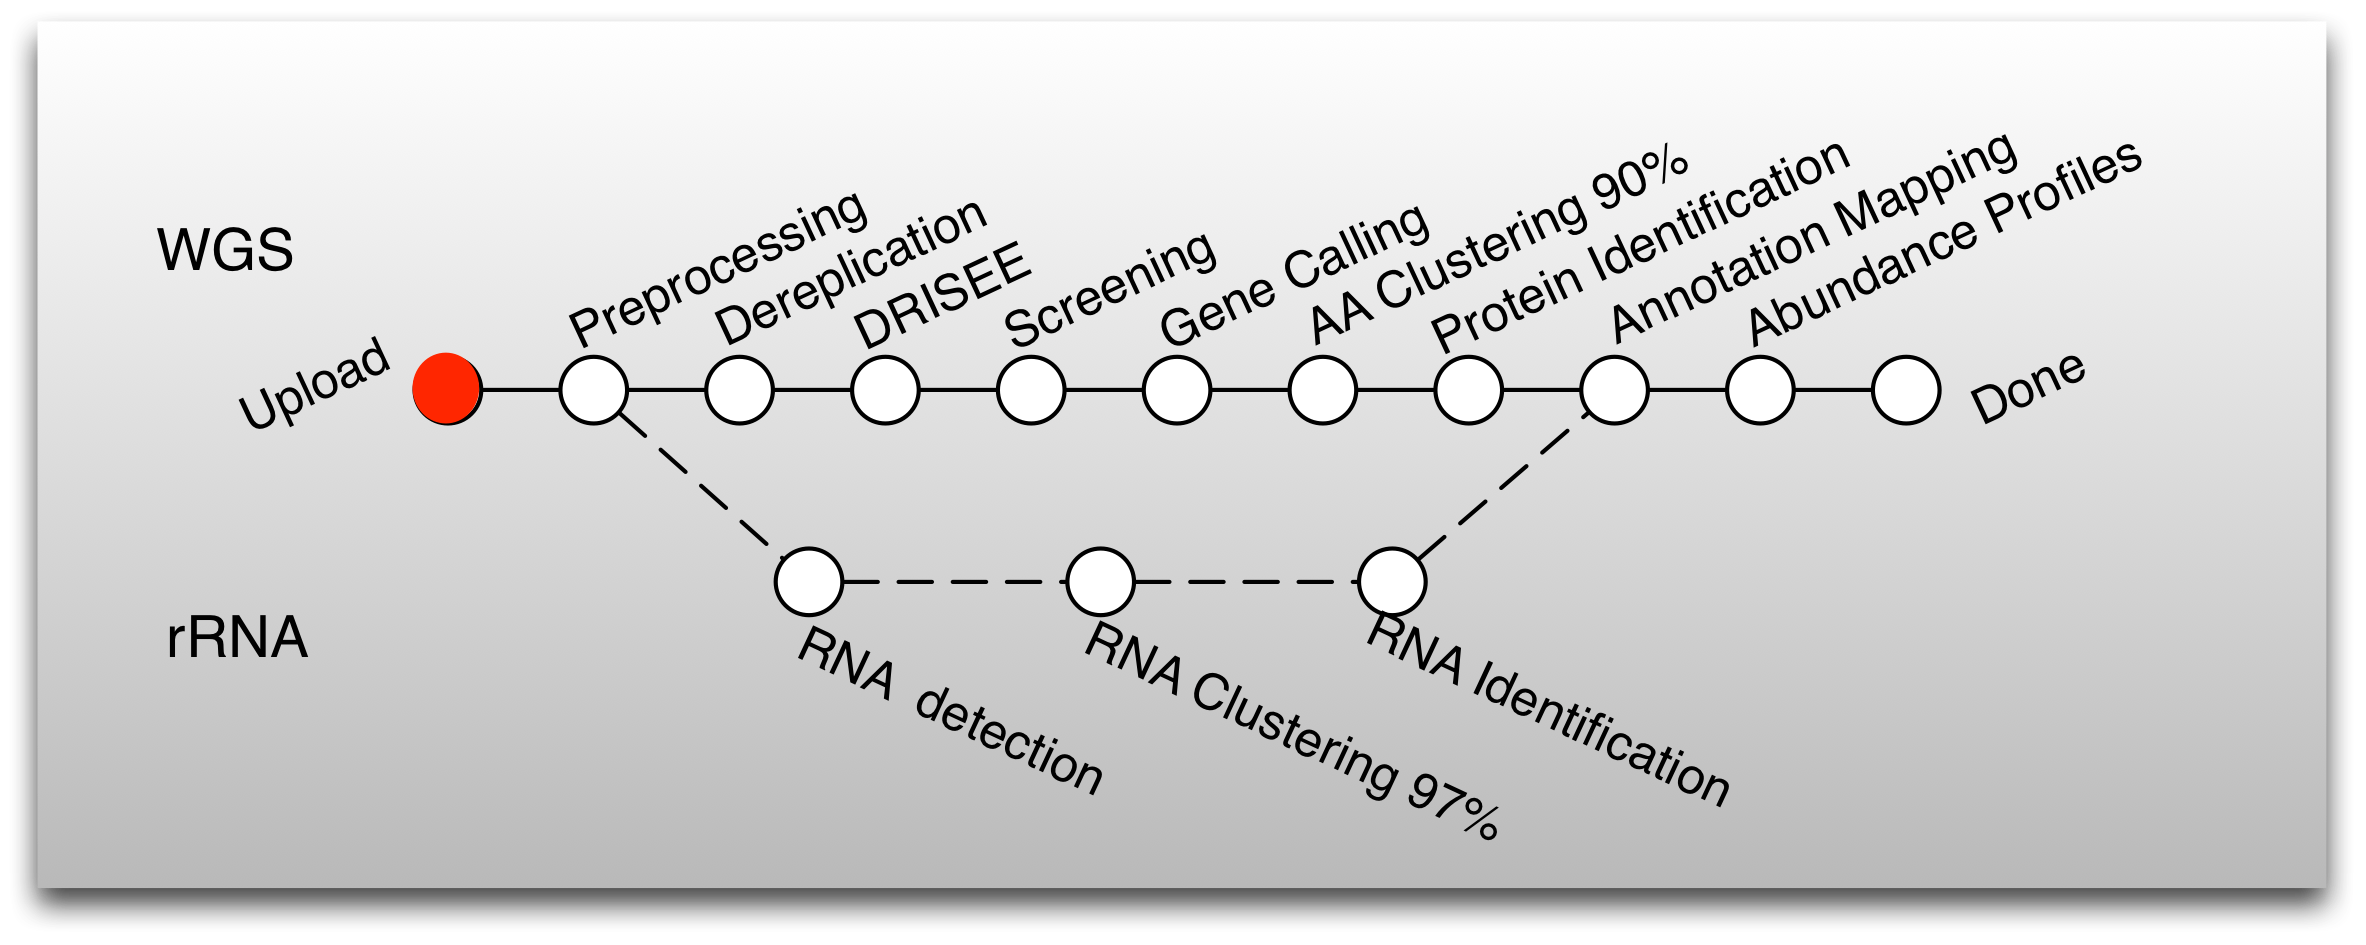 WGS
Upload
Preprocessing
Dereplication
DRISEE
Screening
Gene Calling
AA Clustering 90%
Protein Identification
Annotation Mapping
Abundance Profiles
Done
rRNA
RNA detection
RNA Clustering 97%
RNA Identification